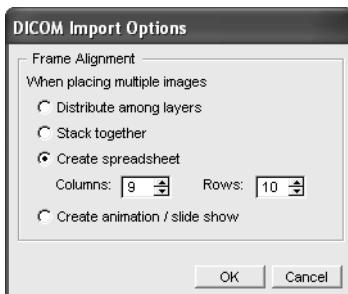 DICOM Import Options
Frame Alignment
When placing multiple images
Distribute among layers
Stack together
Create spreadsheet
Columns: 9 Rows: 10
Create animation / slide show
OK Cancel